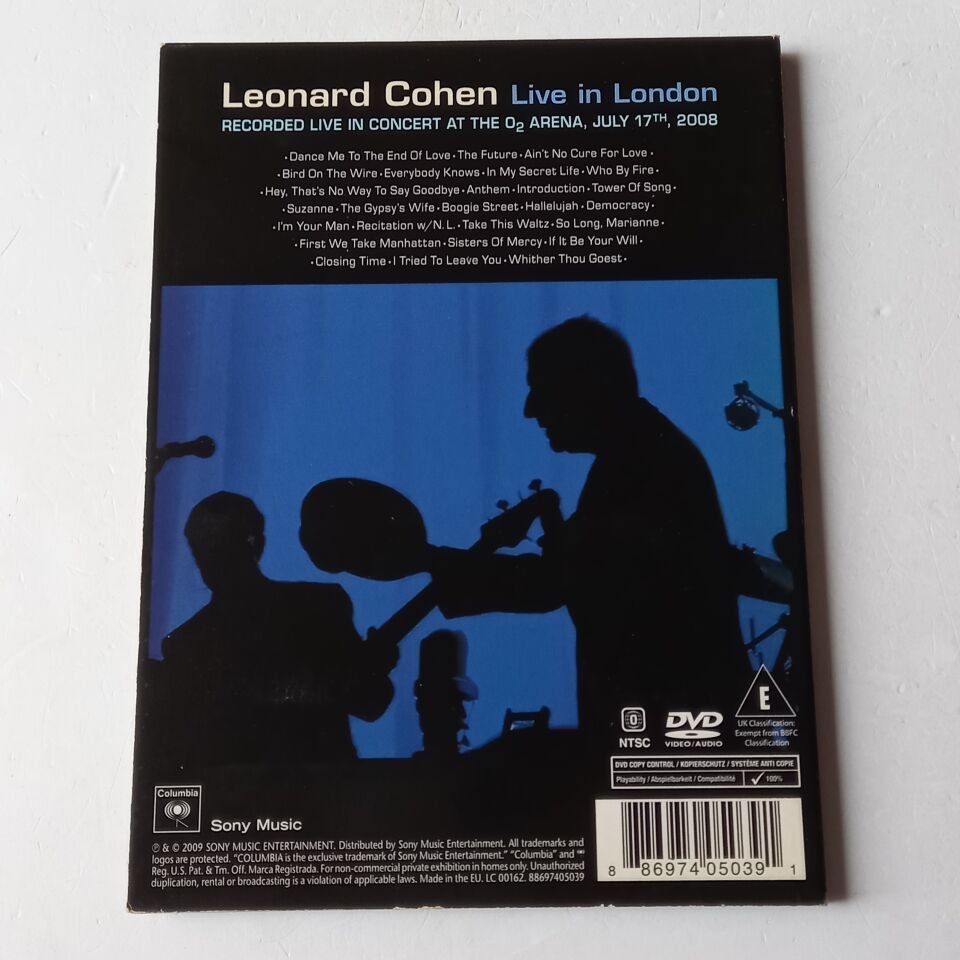 Leonard Cohen Live in London
RECORDED LIVE IN CONCERT AT THE O2 ARENA, JULY 17TH, 2008
·Dance Me To The End Of Love·The Future·Ain't No Cure For Love·
·Bird On The Wire·Everybody Knows·In My Secret Life·Who By Fire·
·Hey, That's No Way To Say Goodbye·Anthem·Introduction·Tower Of Song·
·Suzanne·The Gypsy's Wife·Boogie Street·Hallelujah·Democracy·
·I'm Your Man·Recitation w/N.L.·Take This Waltz·So Long, Marianne·
·First We Take Manhattan·Sisters Of Mercy·If It Be Your Will·
·Closing Time·I Tried To Leave You·Whither Thou Goest·
0
NTSC
DVD
VIDEO/AUDIO
E
UK Classification:
Exempt from BBFC
Classification
DVD COPY CONTROL / KOPIERSCHUTZ / SYSTÈME ANTI COPIE
Playability / Abspielbarkeit / Compatibilité ✓ 100%
Columbia
Sony Music
℗ & © 2009 SONY MUSIC ENTERTAINMENT. Distributed by Sony Music Entertainment. All trademarks and
logos are protected. "COLUMBIA is the exclusive trademark of Sony Music Entertainment." "Columbia" and
Reg. U.S. Pat. & Tm. Off. Marca Registrada. For non-commercial private exhibition in homes only. Unauthorized
duplication, rental or broadcasting is a violation of applicable laws. Made in the EU. LC 00162. 88697405039
8 86974 05039 1